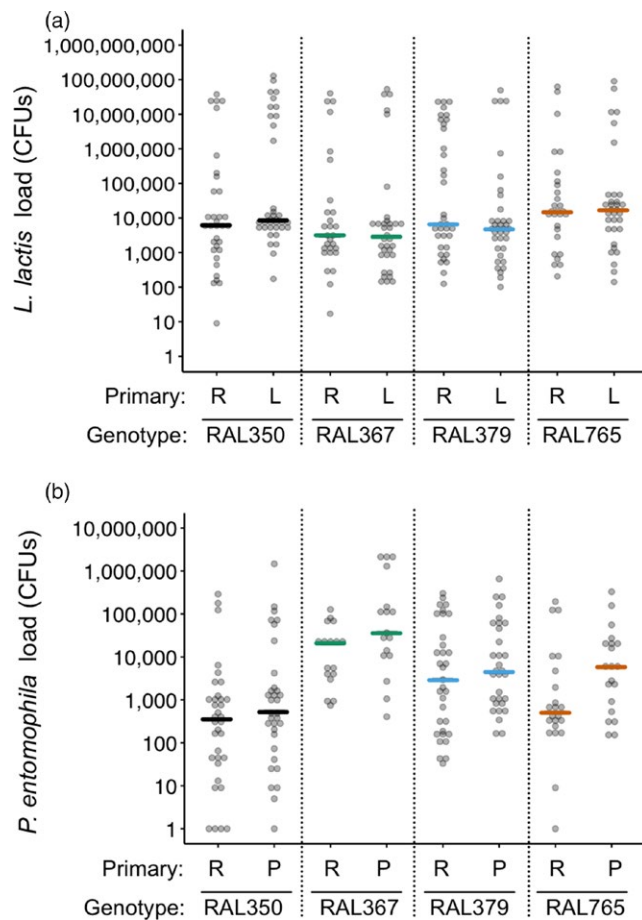 (a)
L. lactis load (CFUs)
1,000,000,000
100,000,000
10,000,000
1,000,000
100,000
10,000
1,000
100
10
1
Primary: R L R L R L R L
Genotype: RAL350 RAL367 RAL379 RAL765
(b)
P. entomophila load (CFUs)
10,000,000
1,000,000
100,000
10,000
1,000
100
10
1
Primary: R P R P R P R P
Genotype: RAL350 RAL367 RAL379 RAL765